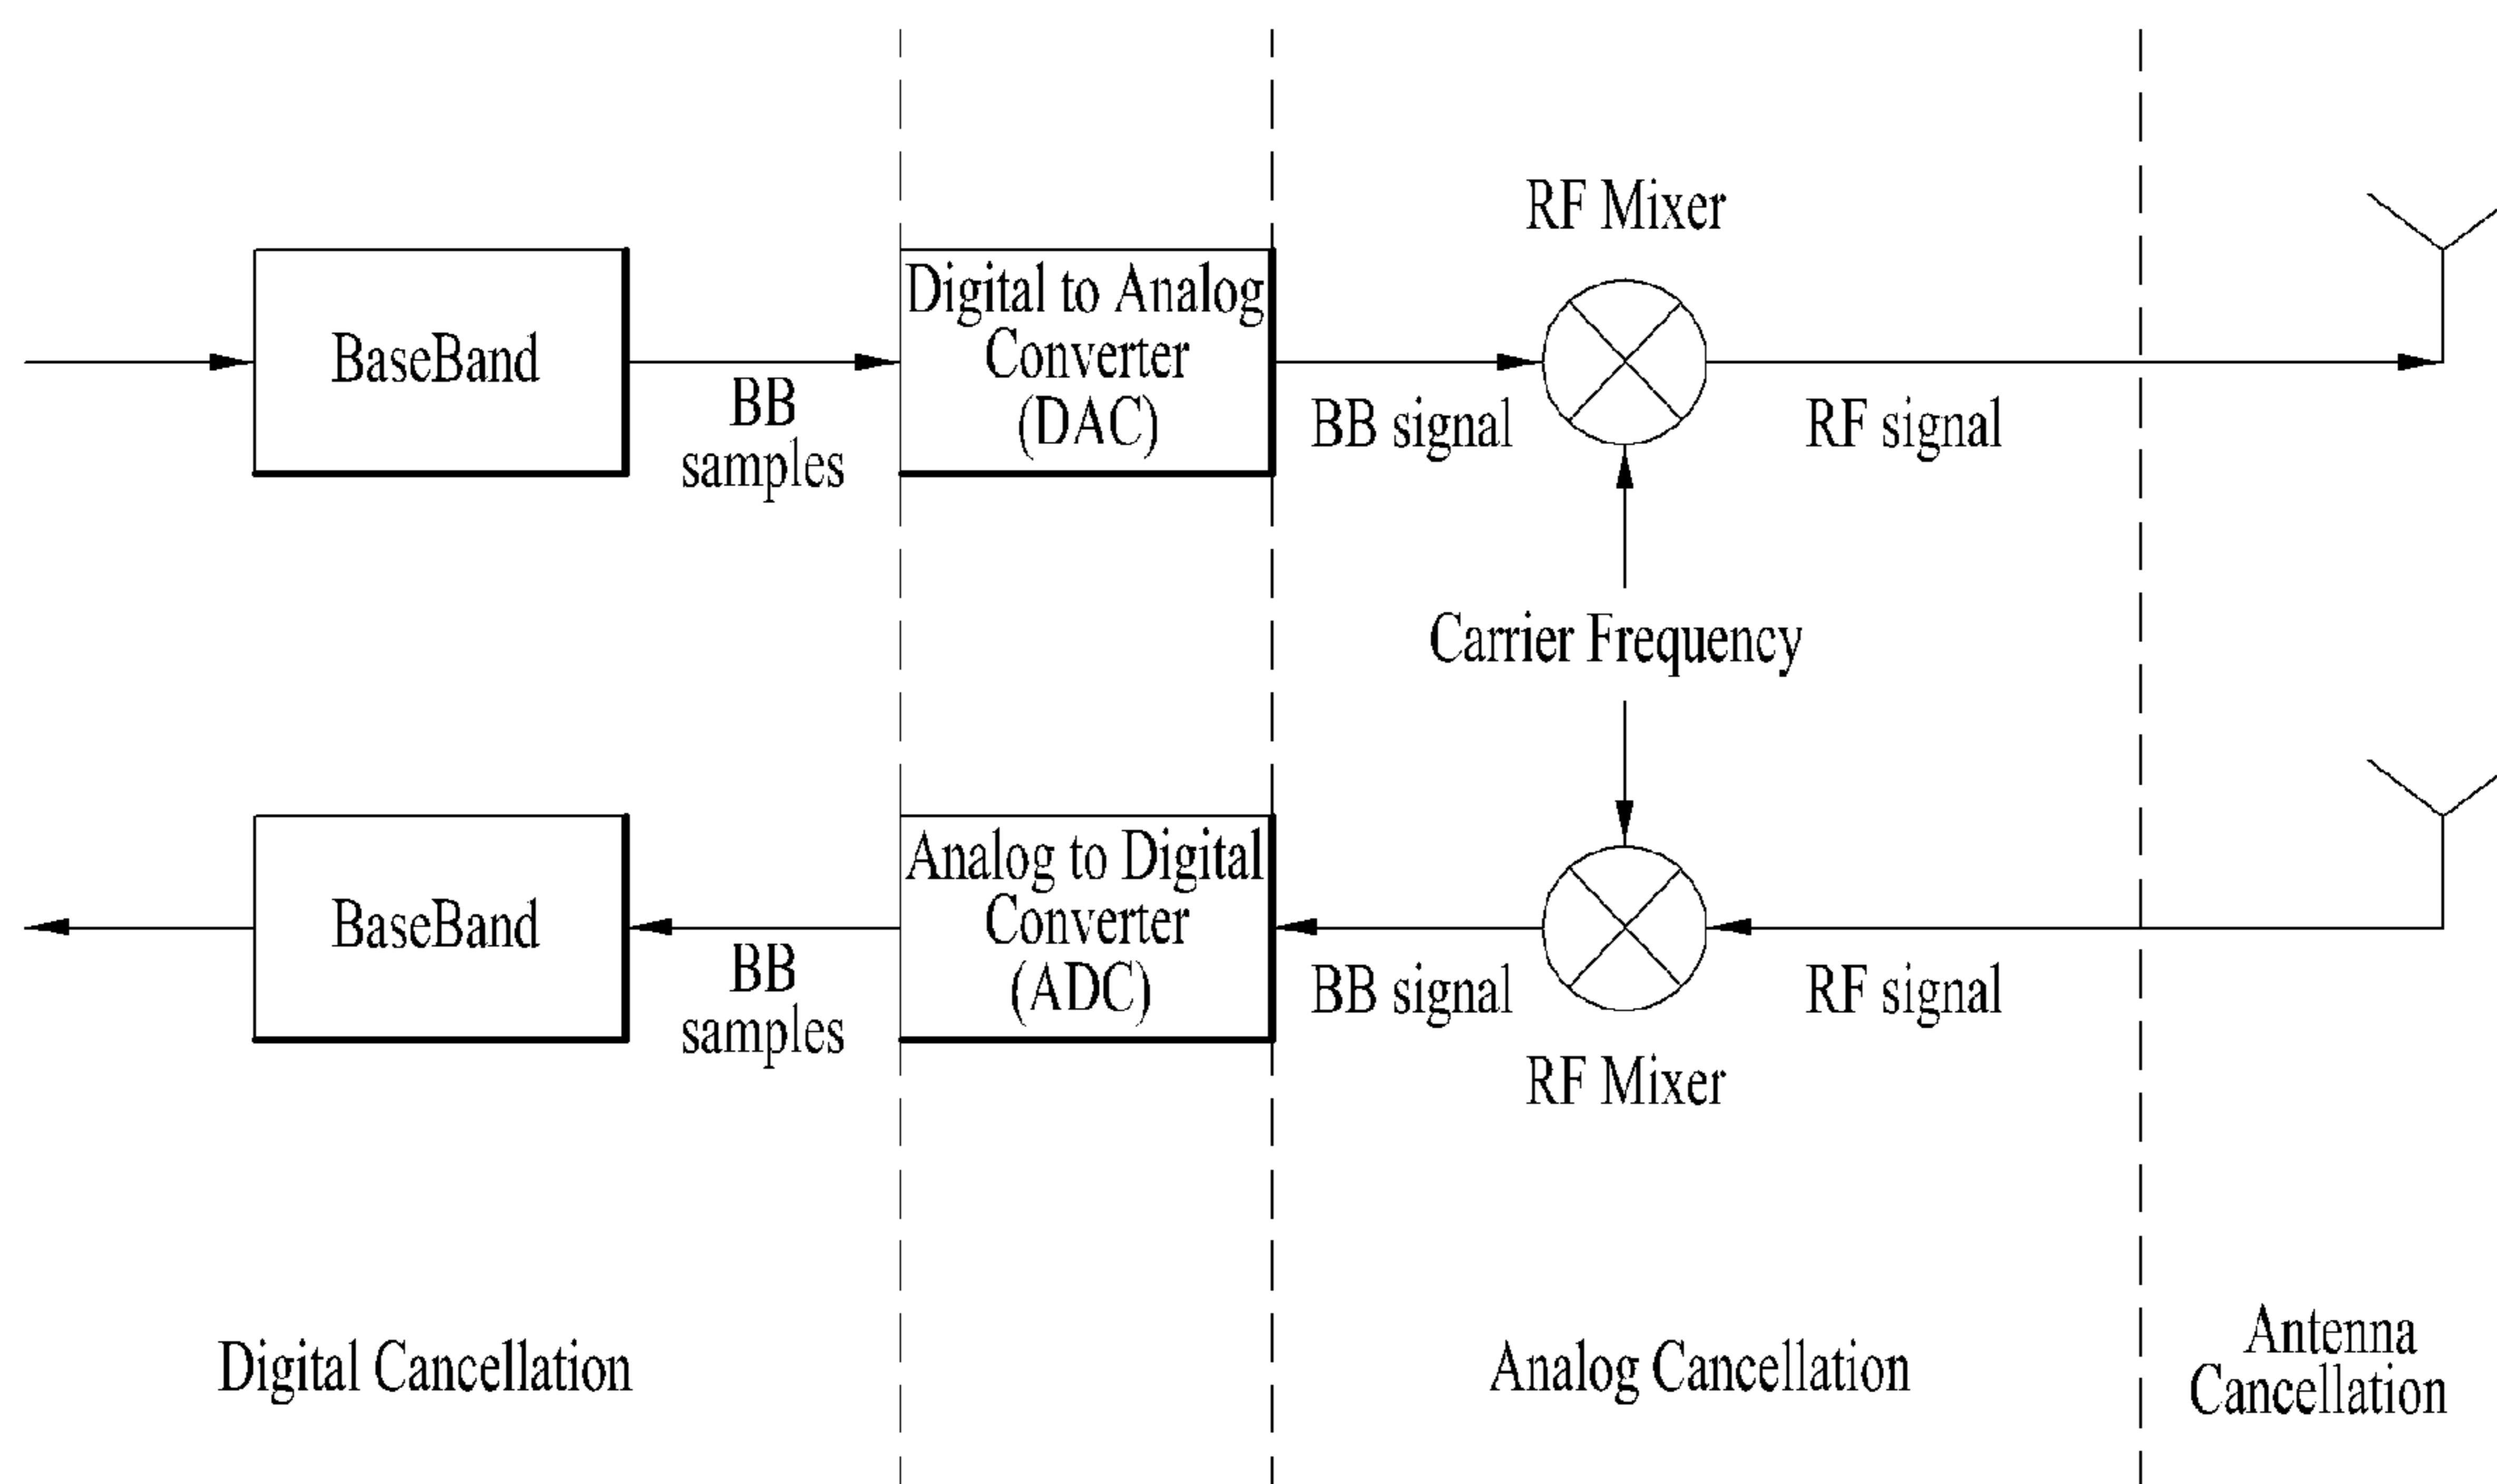 RF Mixer
BaseBand
BB
samples
Digital to Analog
Converter
(DAC)
BB signal
RF signal
Carrier Frequency
BaseBand
BB
samples
Analog to Digital
Converter
(ADC)
BB signal
RF signal
RF Mixer
Digital Cancellation
Analog Cancellation
Antenna
Cancellation